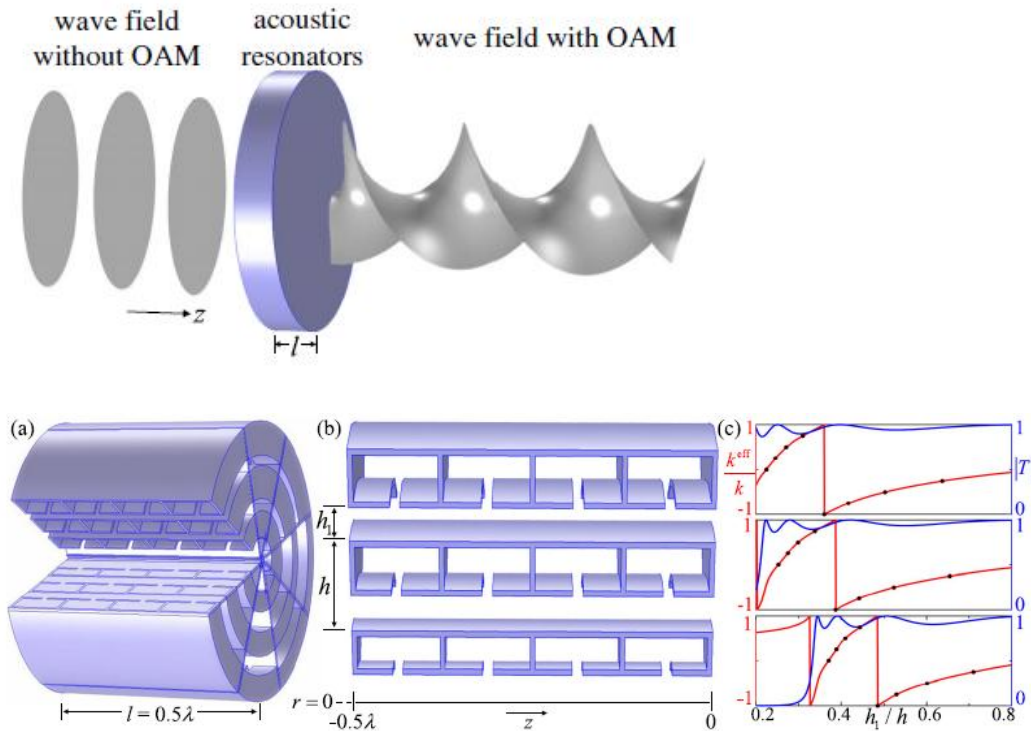 wave field
without OAM
acoustic
resonators
wave field with OAM
z
l
(a)
l = 0.5λ
(b)
h₁
h
r = 0
-0.5λ
z
0
(c)
k^eff
k
1
-1
1
|T
0
1
-1
1
0
1
-1
1
0
0.2
0.4
h₁ / h
0.6
0.8